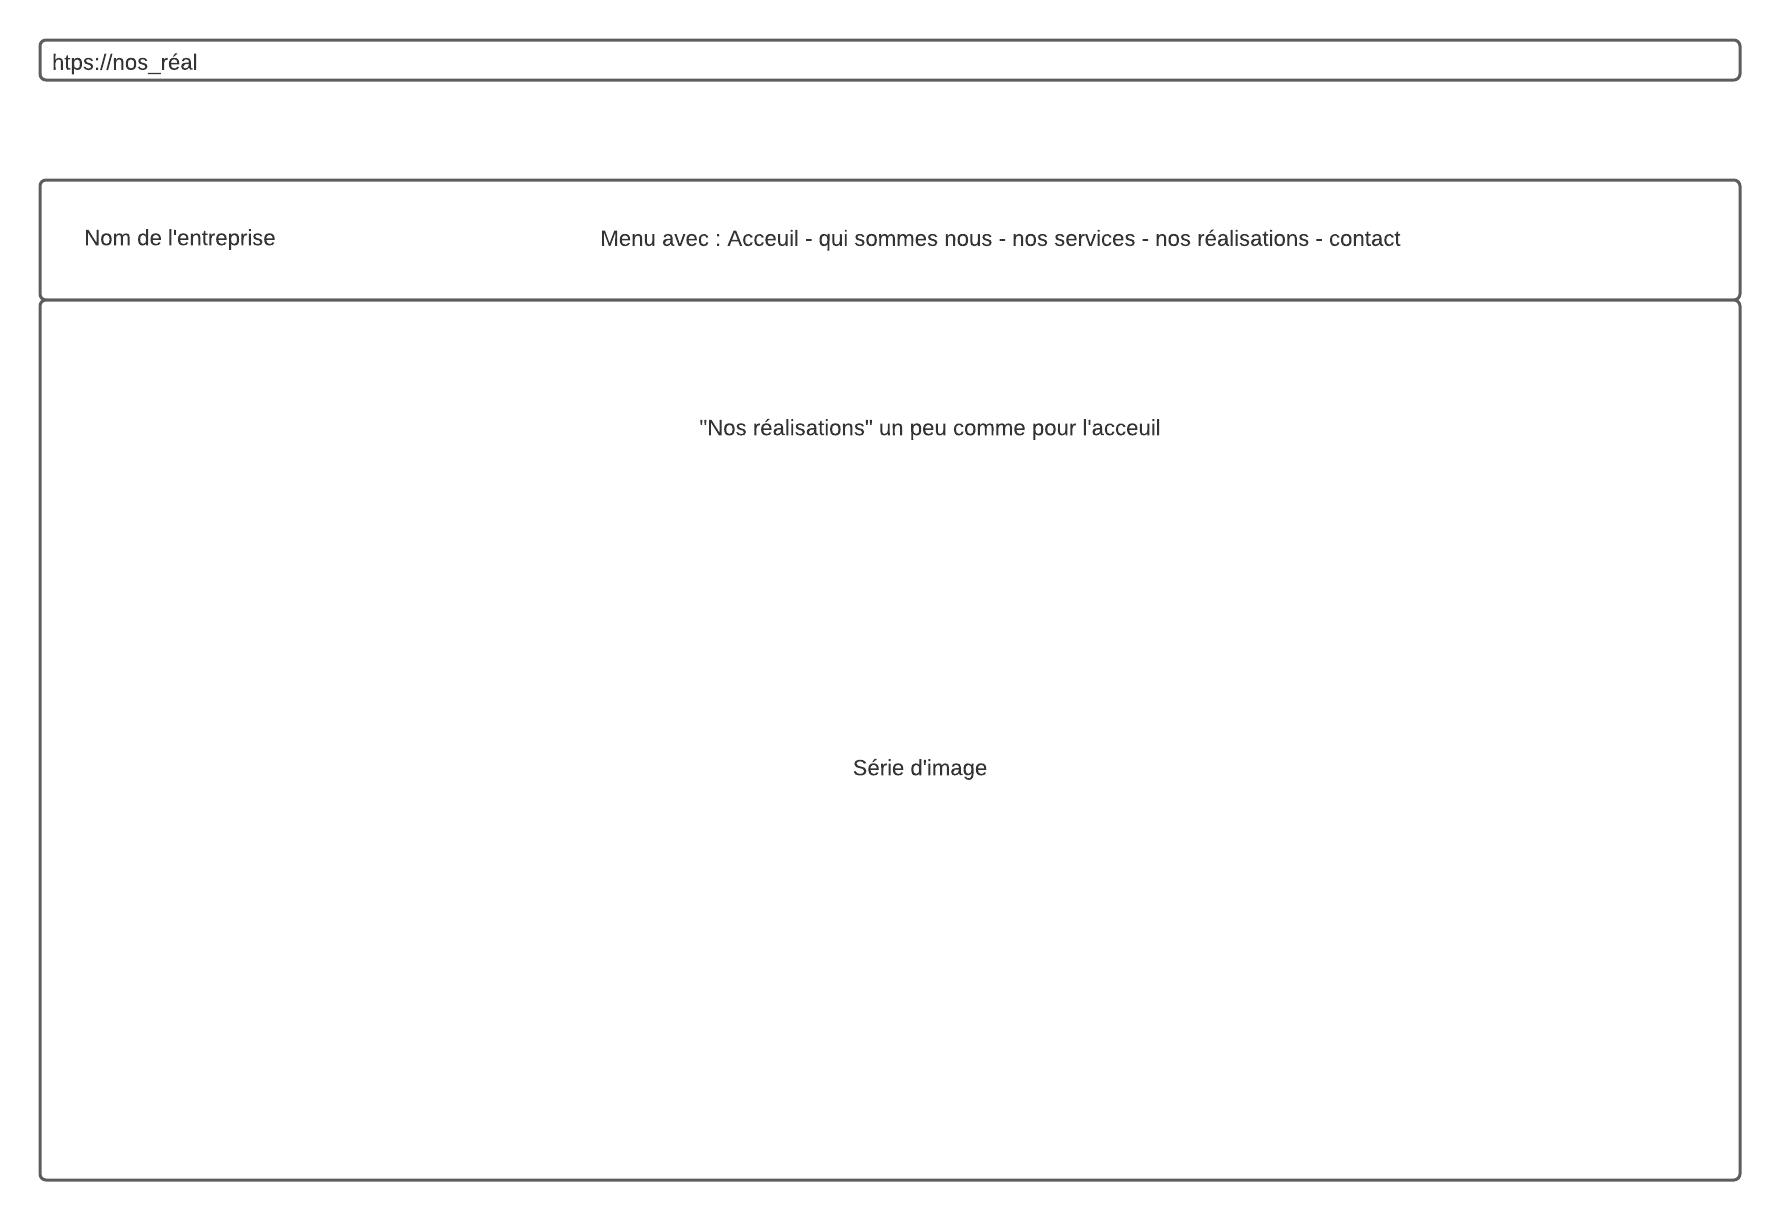 htps://nos_réal
Nom de l'entreprise
Menu avec : Acceuil - qui sommes nous - nos services - nos réalisations - contact
"Nos réalisations" un peu comme pour l'acceuil
Série d'image